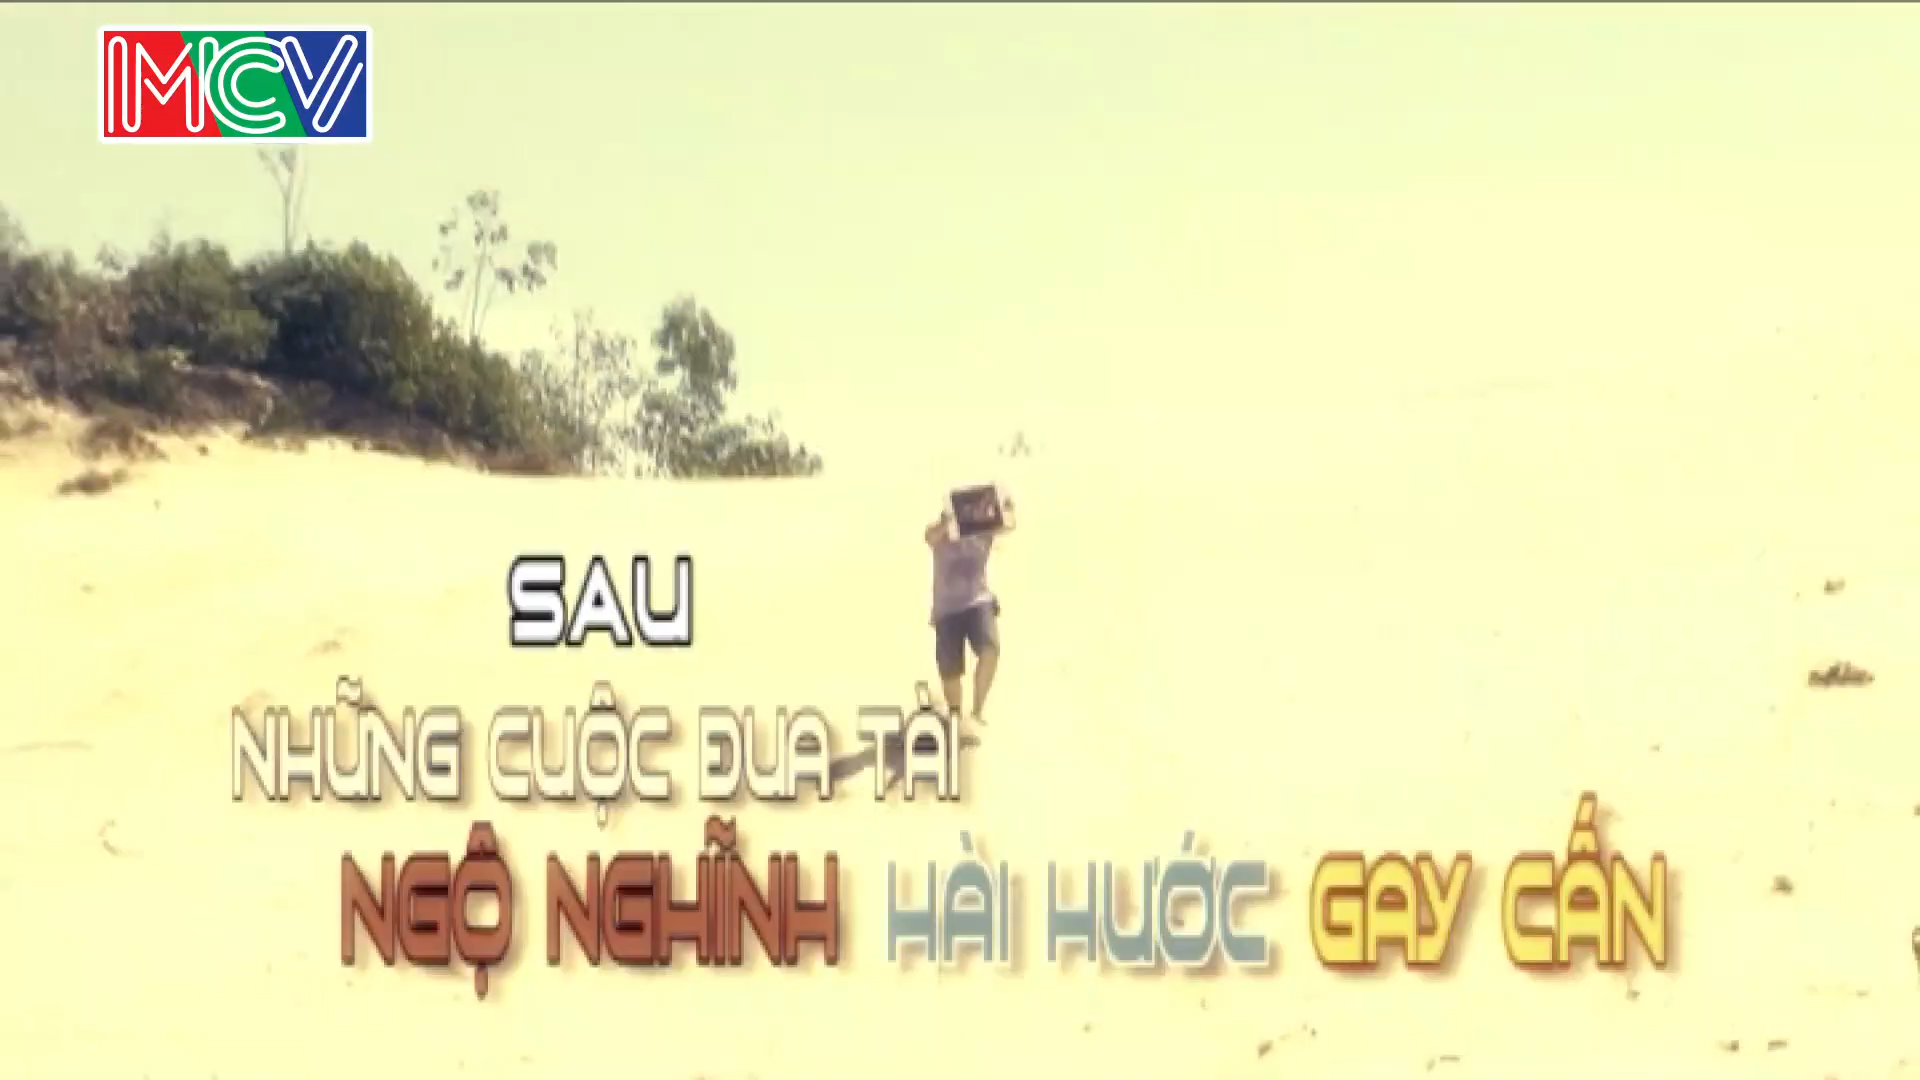 MCV
SAU
NHỮNG CUỘC ĐUA TÀI
NGỘ NGHĨNH HÀI HƯỚC GAY CẤN